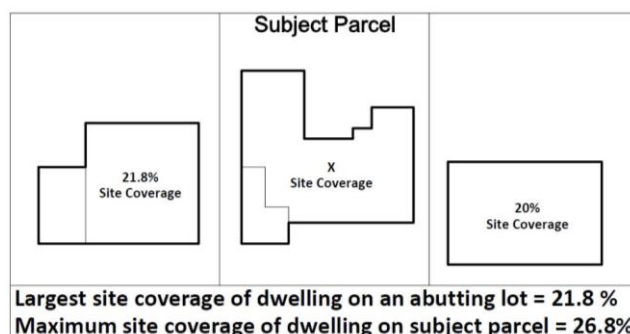 Subject Parcel
21.8%
Site Coverage
X
Site Coverage
20%
Site Coverage
Largest site coverage of dwelling on an abutting lot = 21.8 %
Maximum site coverage of dwelling on subject parcel = 26.8%